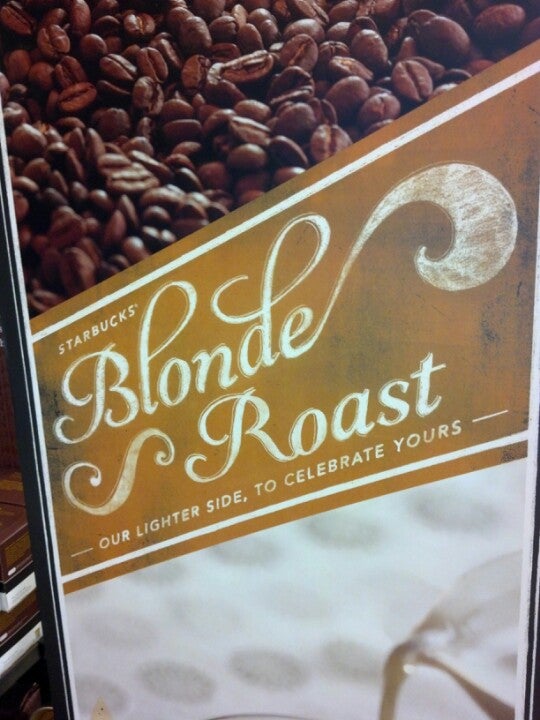 STARBUCKS®
Blonde
Roast
OUR LIGHTER SIDE, TO CELEBRATE YOURS